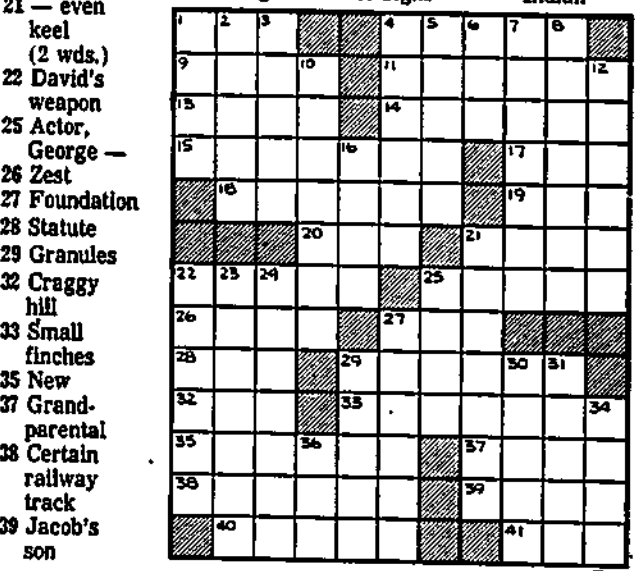 21 — even
keel
(2 wds.)
22 David's
weapon
25 Actor,
George —
26 Zest
27 Foundation
28 Statute
29 Granules
32 Craggy
hill
33 Small
finches
35 New
37 Grand-
parental
38 Certain
railway
track
39 Jacob's
son
1 2 3 4 5 6 7 8
9 10 11 12
13 14
15 16 17
18 19
20 21
22 23 24 25
26 27
28 29 30 31
32 33 34
35 36 37
38 39
40 41